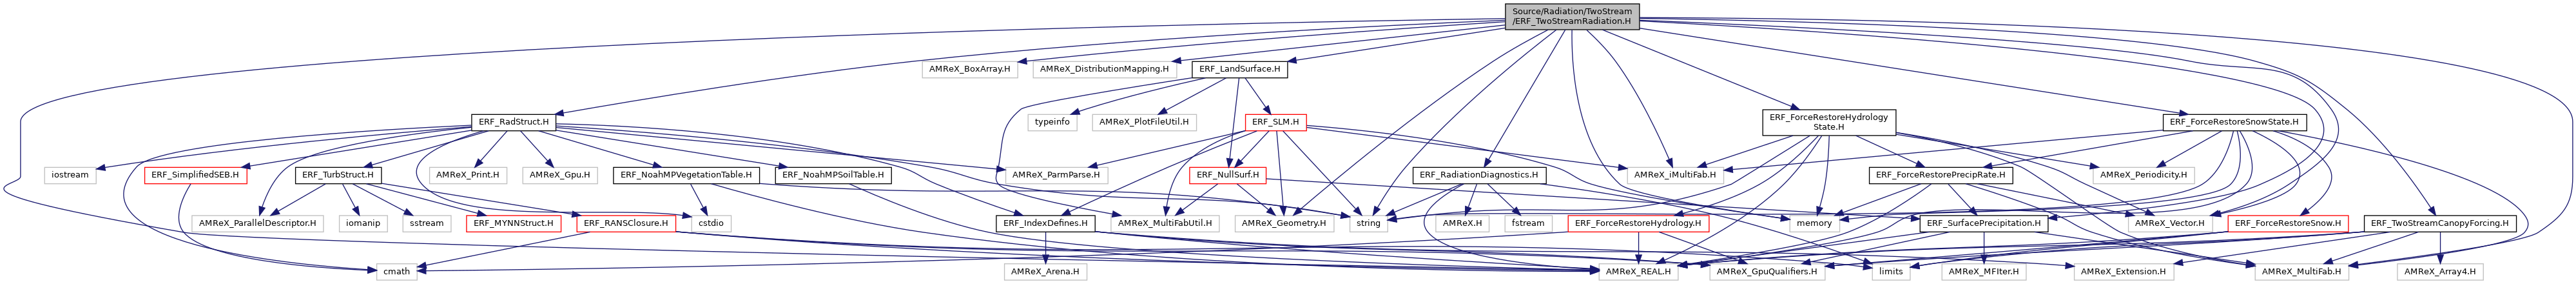 Source/Radiation/TwoStream
/ERF_TwoStreamRadiation.H
AMReX_BoxArray.H
AMReX_DistributionMapping.H
ERF_LandSurface.H
ERF_RadStruct.H
typeinfo
AMReX_PlotFileUtil.H
ERF_SLM.H
ERF_ForceRestoreHydrology
State.H
ERF_ForceRestoreSnowState.H
iostream
ERF_SimplifiedSEB.H
ERF_TurbStruct.H
AMReX_Print.H
AMReX_Gpu.H
ERF_NoahMPVegetationTable.H
ERF_NoahMPSoilTable.H
AMReX_ParmParse.H
ERF_NullSurf.H
ERF_RadiationDiagnostics.H
AMReX_iMultiFab.H
ERF_ForceRestorePrecipRate.H
AMReX_Periodicity.H
AMReX_ParallelDescriptor.H
iomanip
sstream
ERF_MYNNStruct.H
ERF_RANSClosure.H
cstdio
ERF_IndexDefines.H
AMReX_MultiFabUtil.H
AMReX_Geometry.H
string
AMReX.H
fstream
ERF_ForceRestoreHydrology.H
memory
ERF_SurfacePrecipitation.H
AMReX_Vector.H
ERF_ForceRestoreSnow.H
ERF_TwoStreamCanopyForcing.H
cmath
AMReX_Arena.H
AMReX_REAL.H
AMReX_GpuQualifiers.H
limits
AMReX_MFIter.H
AMReX_Extension.H
AMReX_MultiFab.H
AMReX_Array4.H